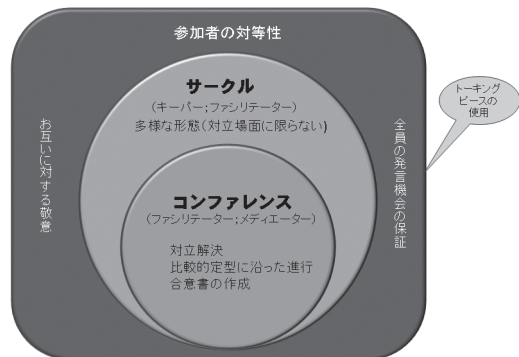 参加者の対等性
サークル
(キーパー;ファシリテーター)
多様な形態(対立場面に限らない)
お互いに対する敬意
コンファレンス
(ファシリテーター;メディエーター)
対立解決
比較的定型に沿った進行
合意書の作成
全員の発言機会の保証
トーキング
ピースの
使用